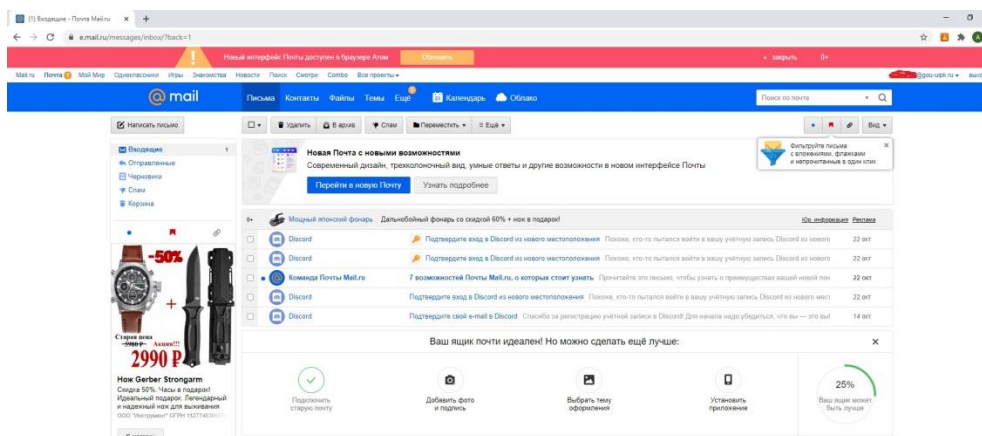 (1) Входящие - Почта Mail.ru
e.mail.ru/messages/inbox/?back=1
Новый интерфейс Почты доступен в браузере Атом
Обновить
закрыть
0+
Mail.ru Почта Мой Мир Одноклассники Игры Знакомства Новости Поиск Смотри Combo Все проекты
@gou-uipk.ru
выход
@ mail
Письма Контакты Файлы Темы Ещё Календарь Облако
Поиск по почте
Написать письмо
Удалить В архив Спам Переместить Ещё
Вид
Входящие 1
Отправленные
Черновики
Спам
Корзина
Новая Почта с новыми возможностями
Современный дизайн, трехколоночный вид, умные ответы и другие возможности в новом интерфейсе Почты
Перейти в новую Почту
Узнать подробнее
Фильтруйте письма
с вложениями, флажками
и непрочитанные в один клик
0+ Мощный японский фонарь Дальнобойный фонарь со скидкой 60% + нож в подарок! Юр. информация Реклама
Discord Подтвердите вход в Discord из нового местоположения Похоже, кто-то пытался войти в вашу учётную запись Discord из нового 22 окт
Discord Подтвердите вход в Discord из нового местоположения Похоже, кто-то пытался войти в вашу учётную запись Discord из нового 22 окт
Команда Почты Mail.ru 7 возможностей Почты Mail.ru, о которых стоит узнать Прочитайте это письмо, чтобы узнать о преимуществах вашей новой поч 22 окт
Discord Подтвердите вход в Discord из нового местоположения Похоже, кто-то пытался войти в вашу учётную запись Discord из нового мест 22 окт
Discord Подтвердите свой e-mail в Discord Спасибо за регистрацию учётной записи в Discord! Для начала надо убедиться, что вы — это вы! 14 окт
-50%
+
Старая цена
5980 Р Акция!!!
2990 Р
Нож Gerber Strongarm
Скидка 50%. Часы в подарок!
Идеальный подарок. Легендарный
и надежный нож для выживания
ООО "Инструмент" ОГРН
Ваш ящик почти идеален! Но можно сделать ещё лучше:
Подключить
старую почту
Добавить фото
и подпись
Выбрать тему
оформления
Установить
приложение
25%
Ваш ящик может
быть лучше